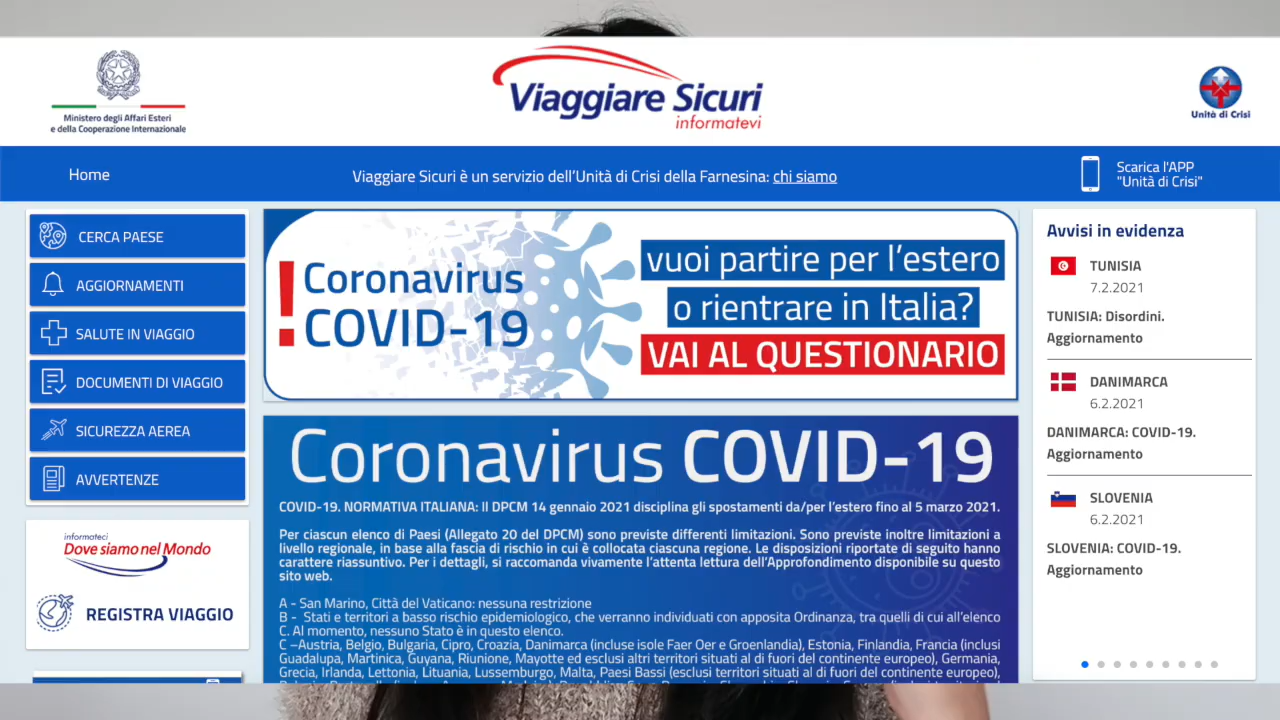 Ministero degli Affari Esteri
e della Cooperazione Internazionale
Viaggiare Sicuri
informatevi
Unità di Crisi
Home
Viaggiare Sicuri è un servizio dell'Unità di Crisi della Farnesina: chi siamo
Scarica l'APP
"Unità di Crisi"
CERCA PAESE
AGGIORNAMENTI
SALUTE IN VIAGGIO
DOCUMENTI DI VIAGGIO
SICUREZZA AEREA
AVVERTENZE
informateci
Dove siamo nel Mondo
REGISTRA VIAGGIO
! Coronavirus
COVID-19
vuoi partire per l'estero
o rientrare in Italia?
VAI AL QUESTIONARIO
Coronavirus COVID-19
COVID-19. NORMATIVA ITALIANA: Il DPCM 14 gennaio 2021 disciplina gli spostamenti da/per l'estero fino al 5 marzo 2021.
Per ciascun elenco di Paesi (Allegato 20 del DPCM) sono previste differenti limitazioni. Sono previste inoltre limitazioni a
livello regionale, in base alla fascia di rischio in cui è collocata ciascuna regione. Le disposizioni riportate di seguito hanno
carattere riassuntivo. Per i dettagli, si raccomanda vivamente l'attenta lettura dell'Approfondimento disponibile su questo
sito web.
A - San Marino, Città del Vaticano: nessuna restrizione
B - Stati e territori a basso rischio epidemiologico, che verranno individuati con apposita Ordinanza, tra quelli di cui all'elenco
C. Al momento, nessuno Stato è in questo elenco.
C –Austria, Belgio, Bulgaria, Cipro, Croazia, Danimarca (incluse isole Faer Oer e Groenlandia), Estonia, Finlandia, Francia (inclusi
Guadalupa, Martinica, Guyana, Riunione, Mayotte ed esclusi altri territori situati al di fuori del continente europeo), Germania,
Grecia, Irlanda, Lettonia, Lituania, Lussemburgo, Malta, Paesi Bassi (esclusi territori situati al di fuori del continente europeo),
Avvisi in evidenza
TUNISIA
7.2.2021
TUNISIA: Disordini.
Aggiornamento
DANIMARCA
6.2.2021
DANIMARCA: COVID-19.
Aggiornamento
SLOVENIA
6.2.2021
SLOVENIA: COVID-19.
Aggiornamento